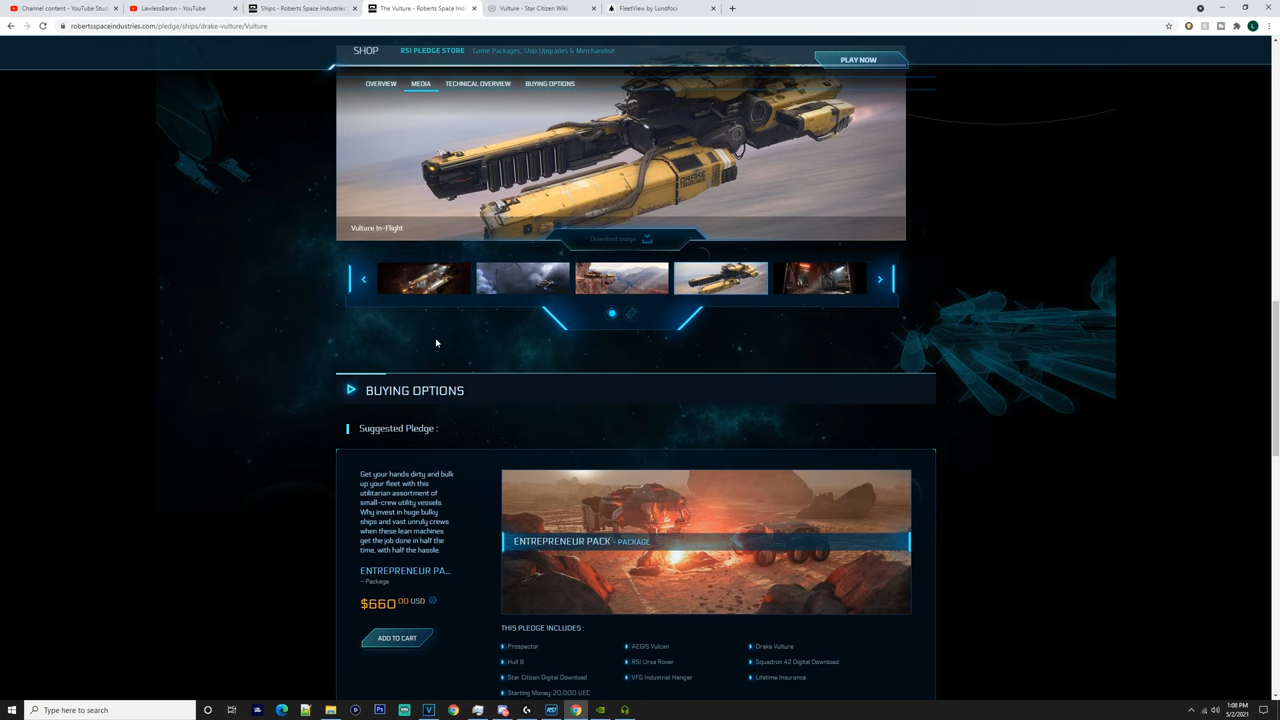 Channel content - YouTube Stud
LawlessBaron - YouTube
Ships - Roberts Space Industries
The Vulture - Roberts Space Ind
Vulture - Star Citizen Wiki
FleetView by Lundfoci
robertsspaceindustries.com/pledge/ships/drake-vulture/Vulture
SHOP
RSI PLEDGE STORE
Game Packages, Ship Upgrades & Merchandise
PLAY NOW
OVERVIEW
MEDIA
TECHNICAL OVERVIEW
BUYING OPTIONS
DRAKE
Vulture In-Flight
Download image
BUYING OPTIONS
Suggested Pledge :
Get your hands dirty and bulk
up your fleet with this
utilitarian assortment of
small-crew utility vessels.
Why invest in huge bulky
ships and vast unruly crews
when these lean machines
get the job done in half the
time, with half the hassle.
ENTREPRENEUR PA...
– Package
$660.00 USD
ADD TO CART
ENTREPRENEUR PACK - PACKAGE
THIS PLEDGE INCLUDES :
Prospector
AEGIS Vulcan
Drake Vulture
Hull B
RSI Ursa Rover
Squadron 42 Digital Download
Star Citizen Digital Download
VFG Industrial Hangar
Lifetime Insurance
Starting Money: 20,000 UEC
Type here to search
1:08 PM
5/2/2021